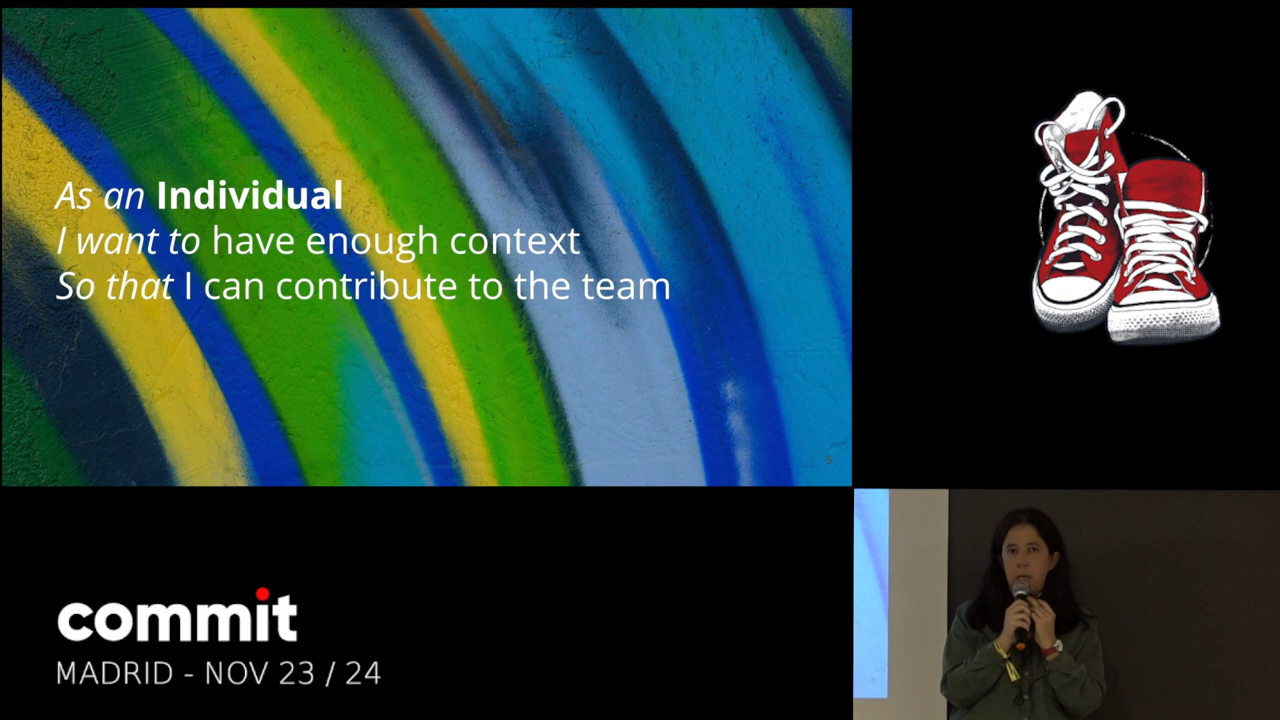 As an Individual
I want to have enough context
So that I can contribute to the team
5
commit
MADRID - NOV 23 / 24